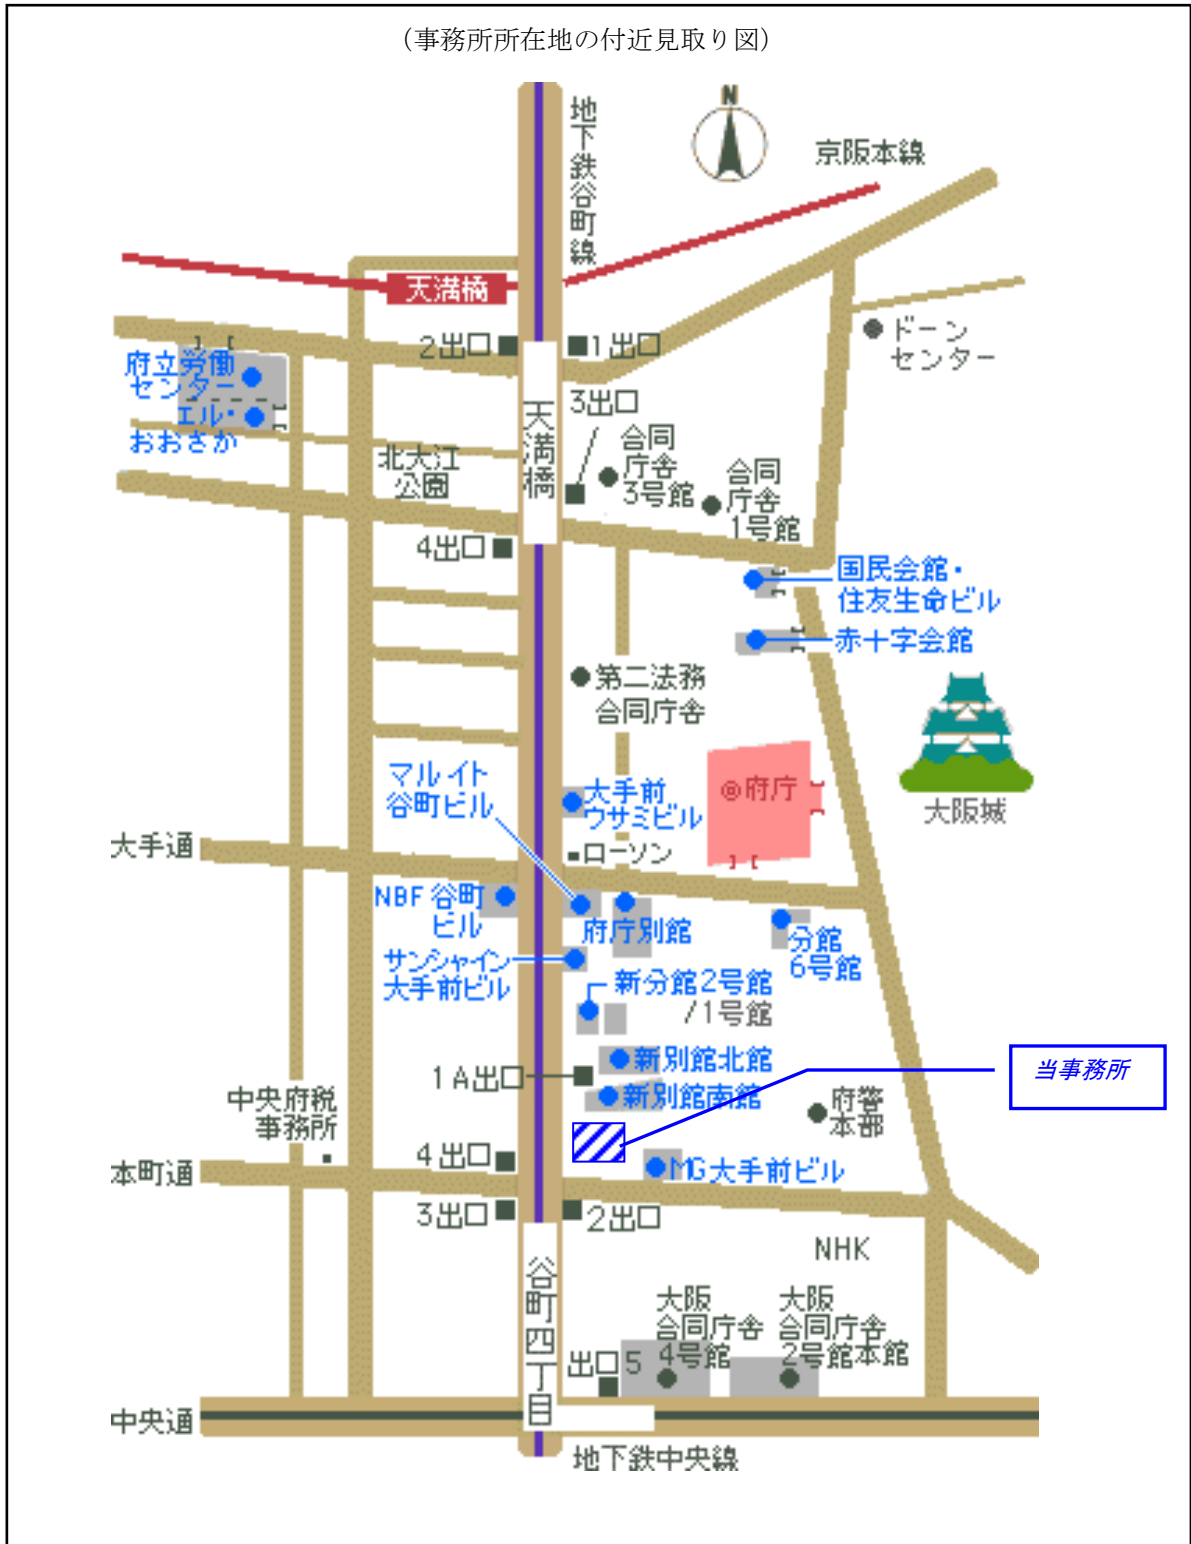 （事務所所在地の付近見取り図）
N
地下鉄谷町線
京阪本線
天満橋
2出口
1出口
ドーン
センター
府立労働
センター
エル・
おおさか
天満橋
3出口
合同
庁舎
3号館
合同
庁舎
1号館
北大江
公園
4出口
国民会館・
住友生命ビル
赤十字会館
第二法務
合同庁舎
マルイト
谷町ビル
大手前
ウサミビル
◎府庁
大阪城
大手通
ローソン
NBF谷町
ビル
府庁別館
分館
6号館
サンシャイン
大手前ビル
新分館2号館
/1号館
新別館北館
1A出口
新別館南館
当事務所
中央府税
事務所
府警
本部
4出口
本町通
MG大手前ビル
3出口
2出口
NHK
谷町四丁目
大阪
合同庁舎
4号館
大阪
合同庁舎
2号館本館
出口5
中央通
地下鉄中央線